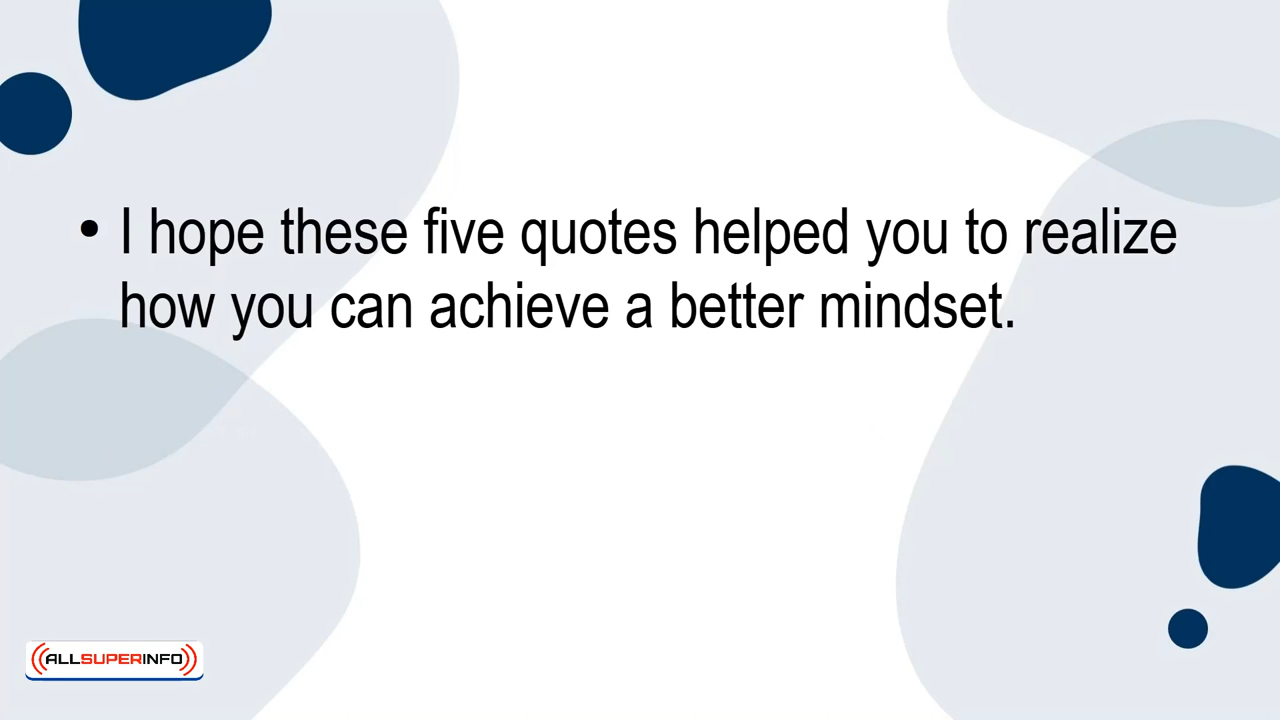 • I hope these five quotes helped you to realize
how you can achieve a better mindset.
ALLSUPERINFO